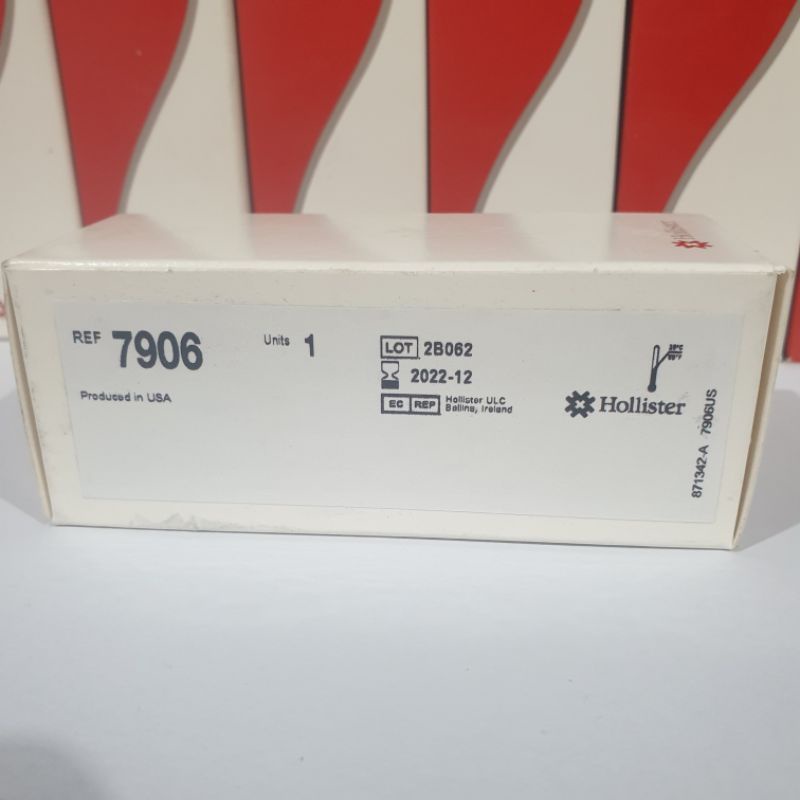 REF 7906
Units 1
LOT 2B062
2022-12
EC REP Hollister ULC
Ballina, Ireland
Produced in USA
Hollister
871342-A 7906US
Hollister